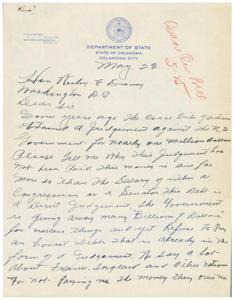 DEPARTMENT OF STATE
STATE OF OKLAHOMA
OKLAHOMA CITY
May 28
Hon Wesley E Disney
Washington D.C
Dear Sir
Some years ago the Osage Tribe of Indians
obtained a Judgement against the U.S
Government for nearly one Million Dollars
Please Tell me Why This Judgement has
not been Paid This money is due far
more so than the Salary of either a
Congressman or a Senator This Debt is
a Direct Judgement, The Government
is giving away many Billions of Dollars
for useless Things and yet Refuse to Pay
an honest Debt that is already in the
Form of a Judgement. We Say a lot
About France, England and other Nations
For not Paying us The money they owe us